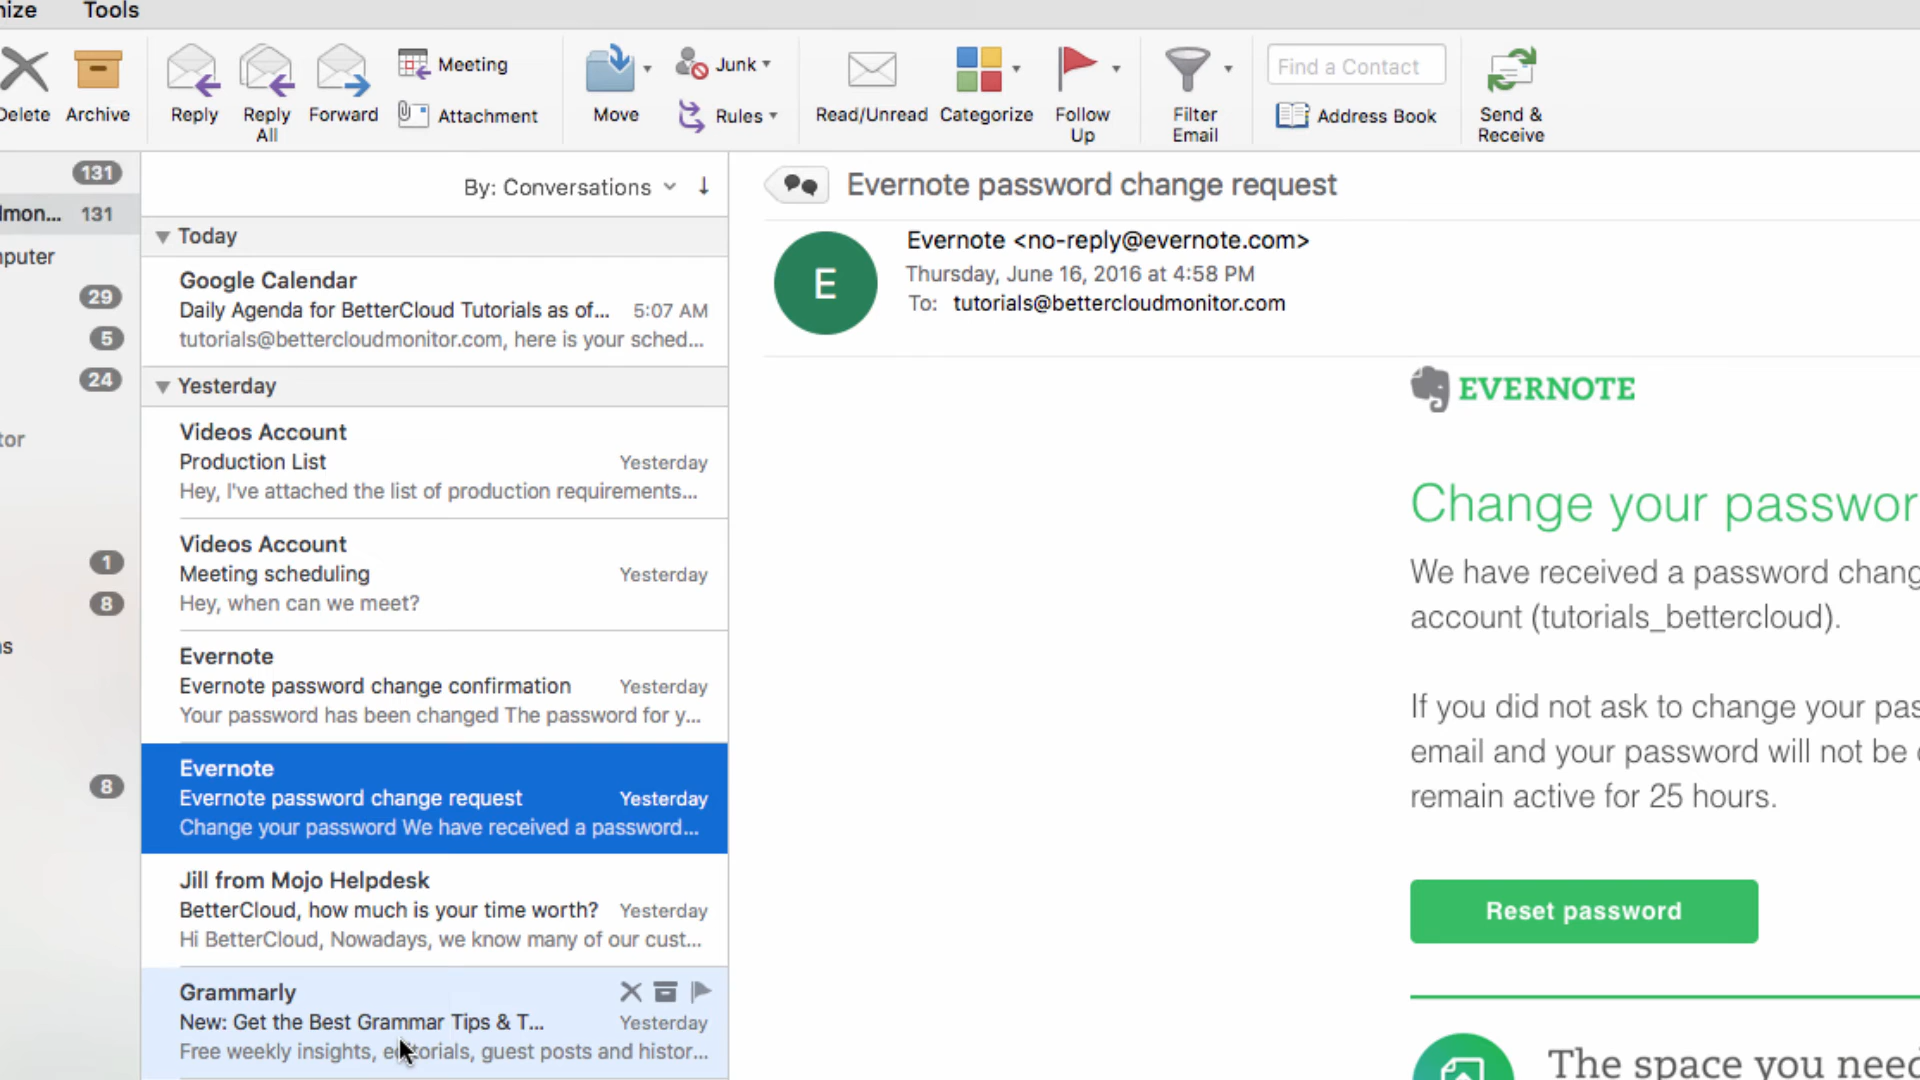 nize Tools
Delete Archive Reply Reply All Forward Meeting Attachment Move Junk Rules Read/Unread Categorize Follow Up Filter Email Find a Contact Address Book Send & Receive
131
lmon... 131
nputer
29
5
24
tor
1
8
ns
8
By: Conversations
Today
Google Calendar
Daily Agenda for BetterCloud Tutorials as of... 5:07 AM
tutorials@bettercloudmonitor.com, here is your sched...
Yesterday
Videos Account
Production List Yesterday
Hey, I've attached the list of production requirements...
Videos Account
Meeting scheduling Yesterday
Hey, when can we meet?
Evernote
Evernote password change confirmation Yesterday
Your password has been changed The password for y...
Evernote
Evernote password change request Yesterday
Change your password We have received a password...
Jill from Mojo Helpdesk
BetterCloud, how much is your time worth? Yesterday
Hi BetterCloud, Nowadays, we know many of our cust...
Grammarly
New: Get the Best Grammar Tips & T... Yesterday
Free weekly insights, editorials, guest posts and histor...
Evernote password change request
E
Evernote <no-reply@evernote.com>
Thursday, June 16, 2016 at 4:58 PM
To: tutorials@bettercloudmonitor.com
EVERNOTE
Change your passwor
We have received a password chang
account (tutorials_bettercloud).
If you did not ask to change your pas
email and your password will not be
remain active for 25 hours.
Reset password
The space you need